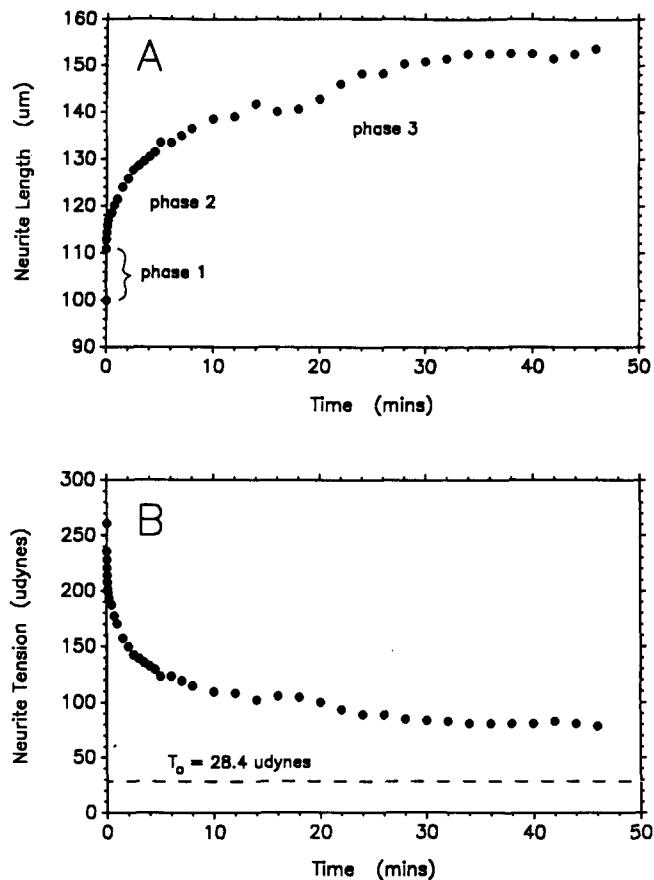 A
160
150
140
130
120
110
100
90
Neurite Length (um)
phase 3
phase 2
phase 1
0 10 20 30 40 50
Time (mins)
B
300
250
200
150
100
50
0
Neurite Tension (udynes)
To = 28.4 udynes
0 10 20 30 40 50
Time (mins)